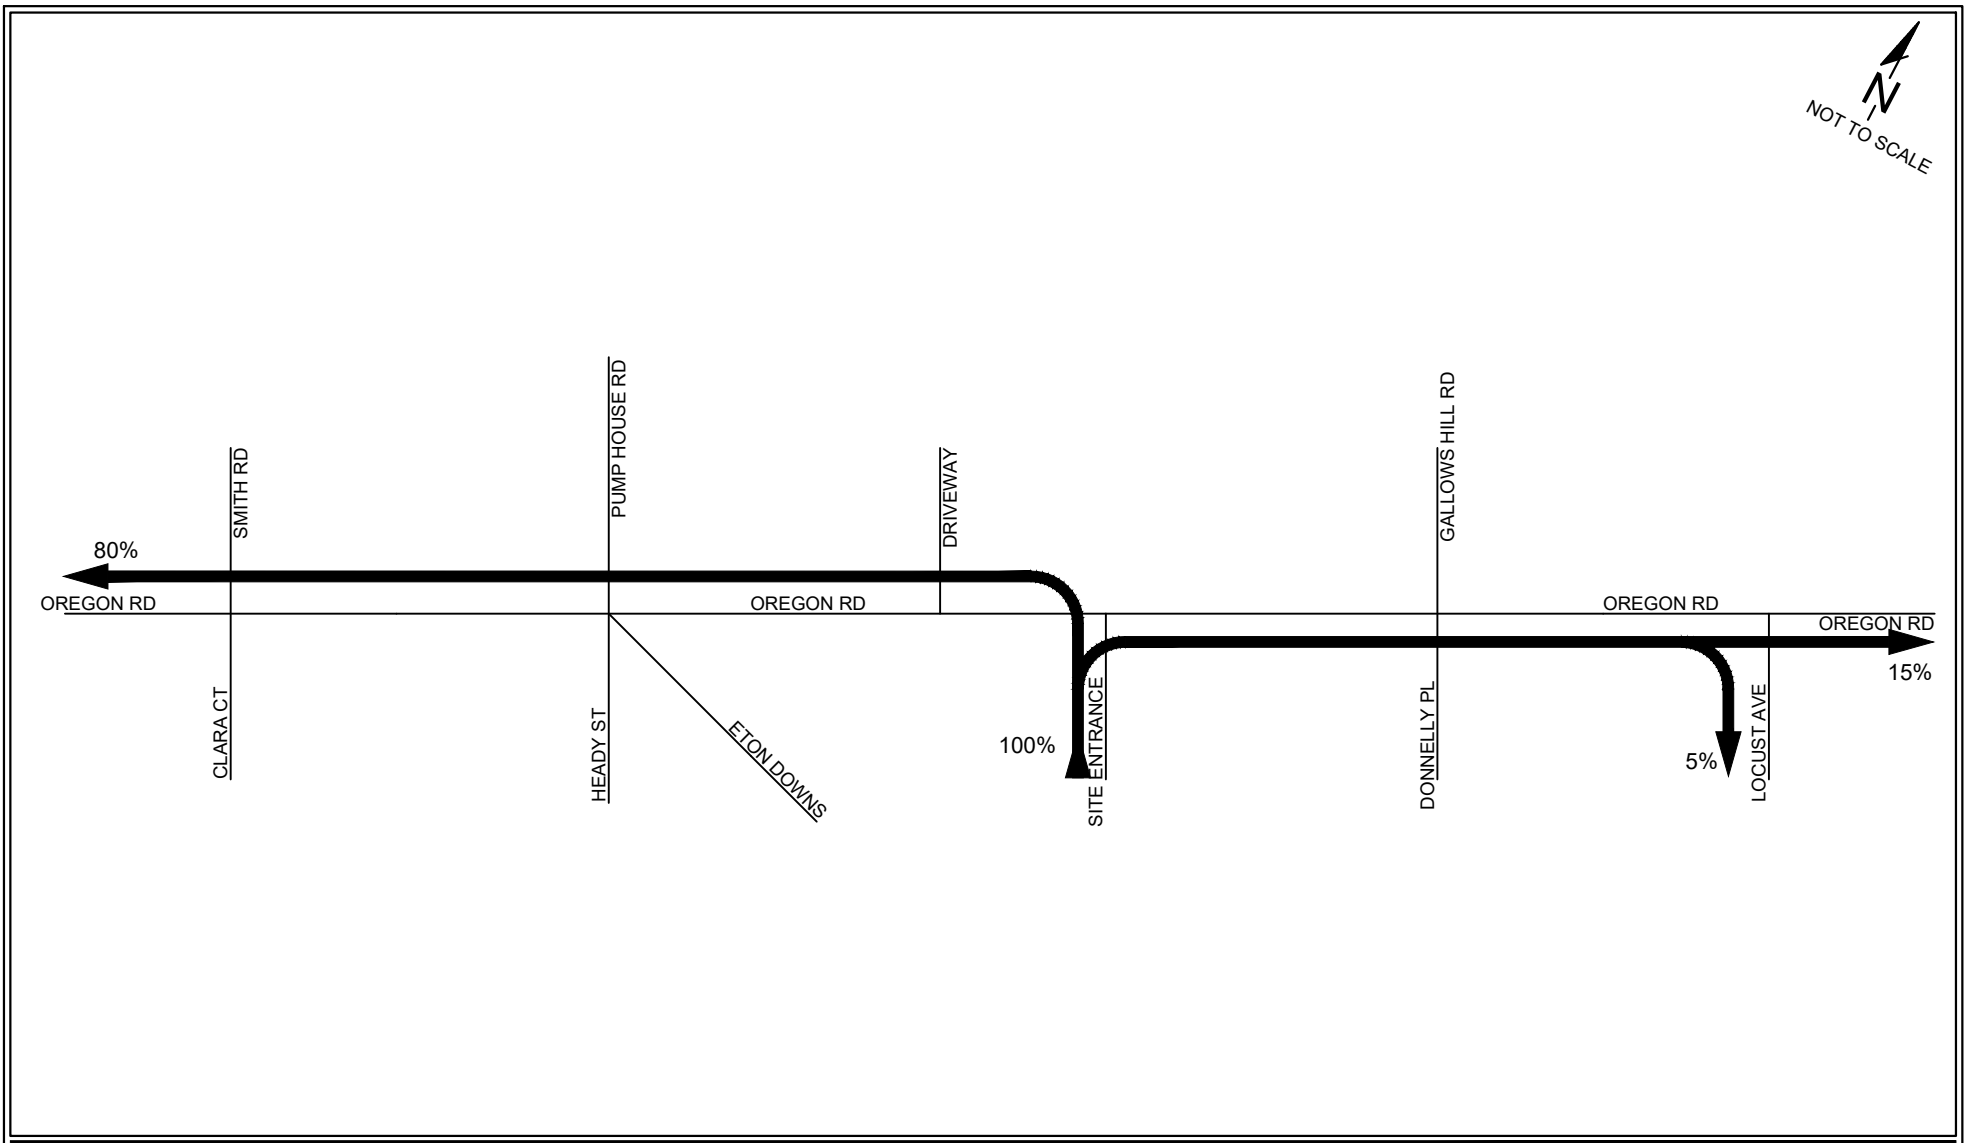 N
NOT TO SCALE
PUMP HOUSE RD
GALLOWS HILL RD
SMITH RD
DRIVEWAY
80%
OREGON RD
OREGON RD
OREGON RD
OREGON RD
15%
CLARA CT
HEADY ST
ETON DOWNS
100%
SITE ENTRANCE
DONNELLY PL
5%
LOCUST AVE